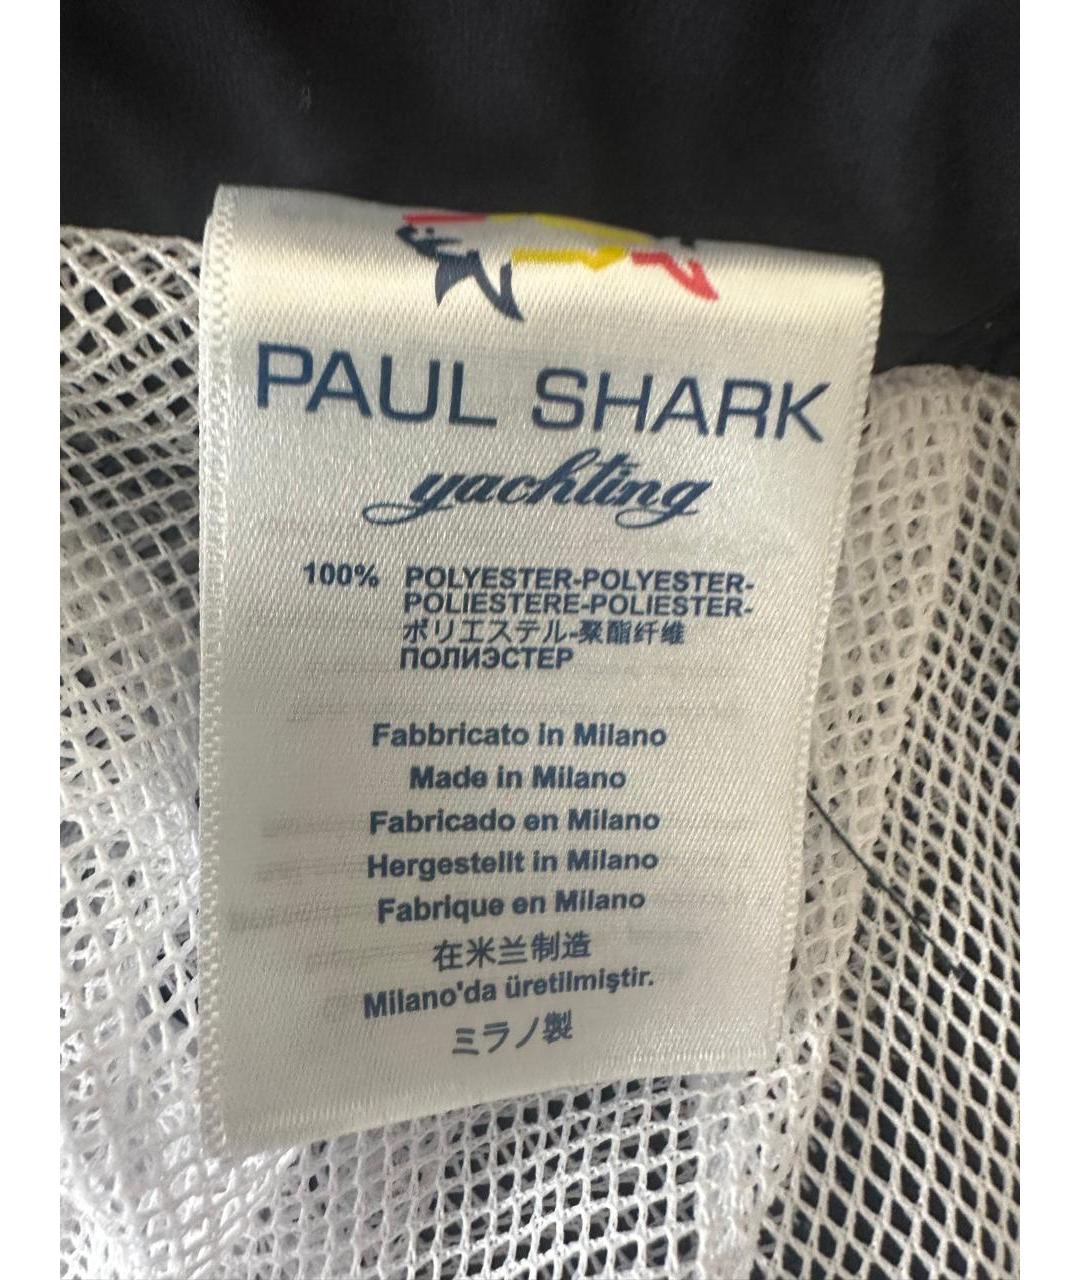 PAUL SHARK
yachting
100% POLYESTER-POLYESTER-
POLIESTERE-POLIESTER-
ポリエステル-聚酯纤维
ПОЛИЭСТЕР
Fabbricato in Milano
Made in Milano
Fabricado en Milano
Hergestellt in Milano
Fabrique en Milano
在米兰制造
Milano'da üretilmiştir.
ミラノ製